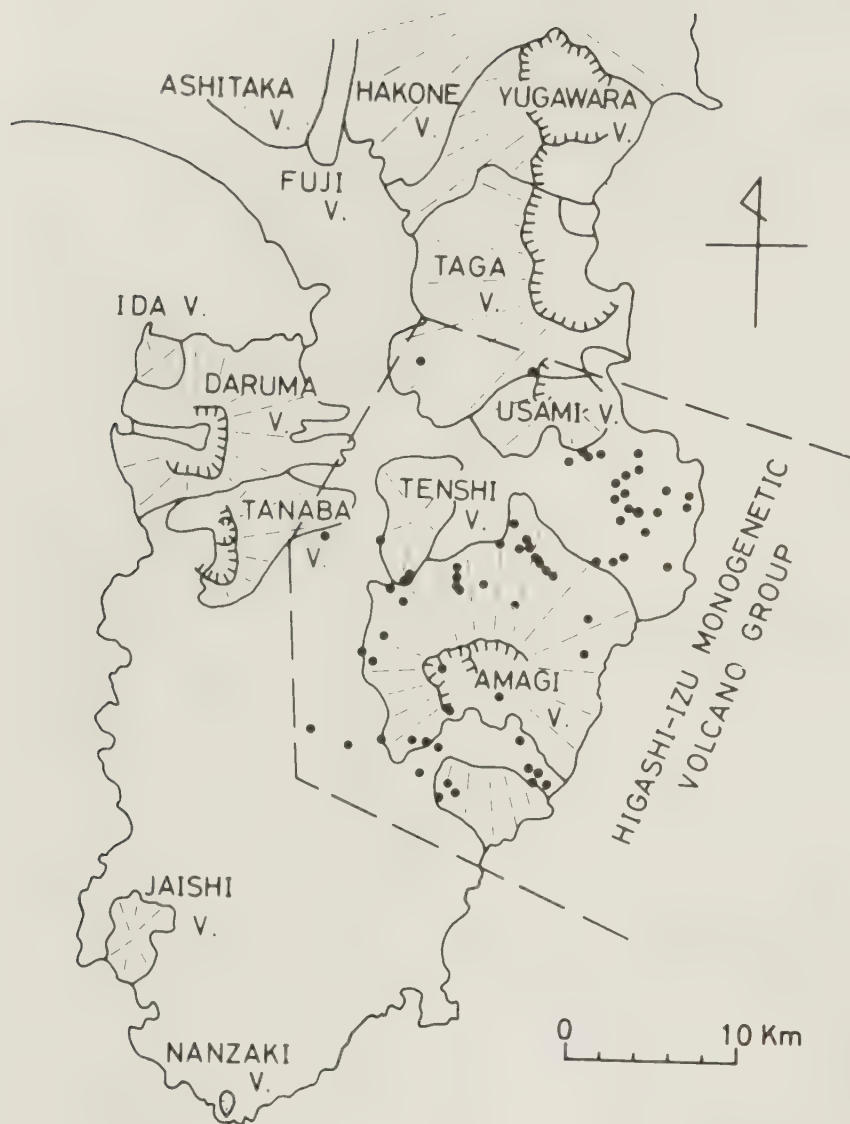 ASHITAKA
V.
HAKONE
V.
YUGAWARA
V.
FUJI
V.
TAGA
V.
IDA V.
DARUMA
V.
USAMI V.
TENSHI
V.
TANABA
V.
AMAGI
V.
HIGASHI-IZU MONOGENETIC
VOLCANO GROUP
JAISHI
V.
NANZAKI
V.
0 10 Km